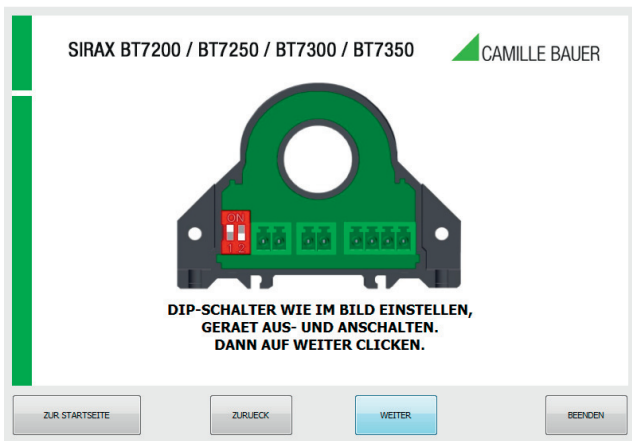 SIRAX BT7200 / BT7250 / BT7300 / BT7350
CAMILLE BAUER
ON
1 2
DIP-SCHALTER WIE IM BILD EINSTELLEN,
GERAET AUS- UND ANSCHALTEN.
DANN AUF WEITER CLICKEN.
ZUR STARTSEITE
ZURUECK
WEITER
BEENDEN